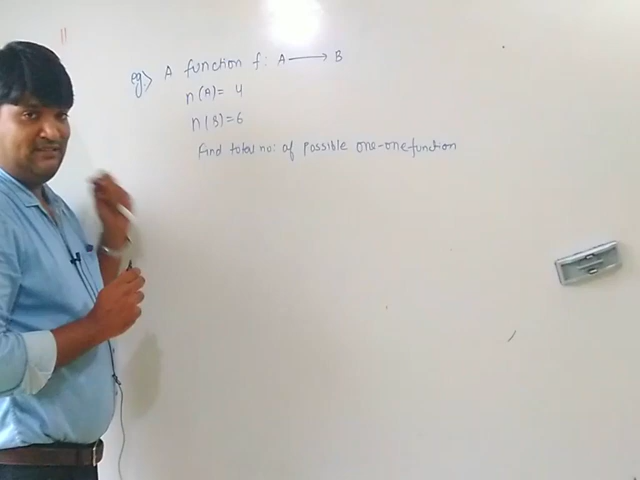 eg> A function f: A → B
n(A) = 4
n(B) = 6
Find total no: of possible one-one function